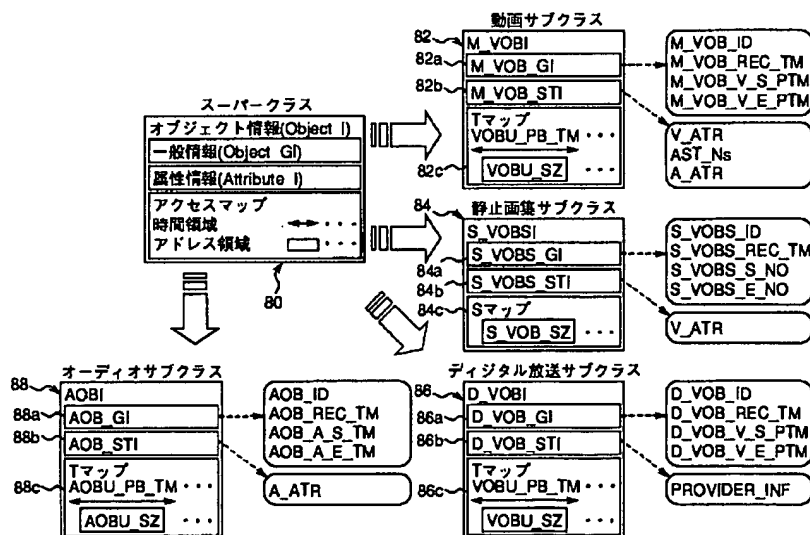 スーパークラス
オブジェクト情報(Object I)
一般情報(Object GI)
属性情報(Attribute I)
アクセスマップ
時間領域 ・・・
アドレス領域 ・・・
80
動画サブクラス
82
M_VOBI
82a
M_VOB_GI
82b
M_VOB_STI
Tマップ
VOBU_PB_TM ・・・
82c
VOBU_SZ ・・・
M_VOB_ID
M_VOB_REC_TM
M_VOB_V_S_PTM
M_VOB_V_E_PTM
V_ATR
AST_Ns
A_ATR
静止画集サブクラス
84
S_VOBSI
84a
S_VOBS_GI
84b
S_VOBS_STI
84c
Sマップ
S_VOB_SZ ・・・
S_VOBS_ID
S_VOBS_REC_TM
S_VOBS_S_NO
S_VOBS_E_NO
V_ATR
オーディオサブクラス
88
AOBI
88a
AOB_GI
88b
AOB_STI
Tマップ
88c
AOBU_PB_TM ・・・
AOBU_SZ ・・・
AOB_ID
AOB_REC_TM
AOB_A_S_TM
AOB_A_E_TM
A_ATR
ディジタル放送サブクラス
86
D_VOBI
86a
D_VOB_GI
86b
D_VOB_STI
Tマップ
86c
VOBU_PB_TM ・・・
VOBU_SZ ・・・
D_VOB_ID
D_VOB_REC_TM
D_VOB_V_S_PTM
D_VOB_V_E_PTM
PROVIDER_INF